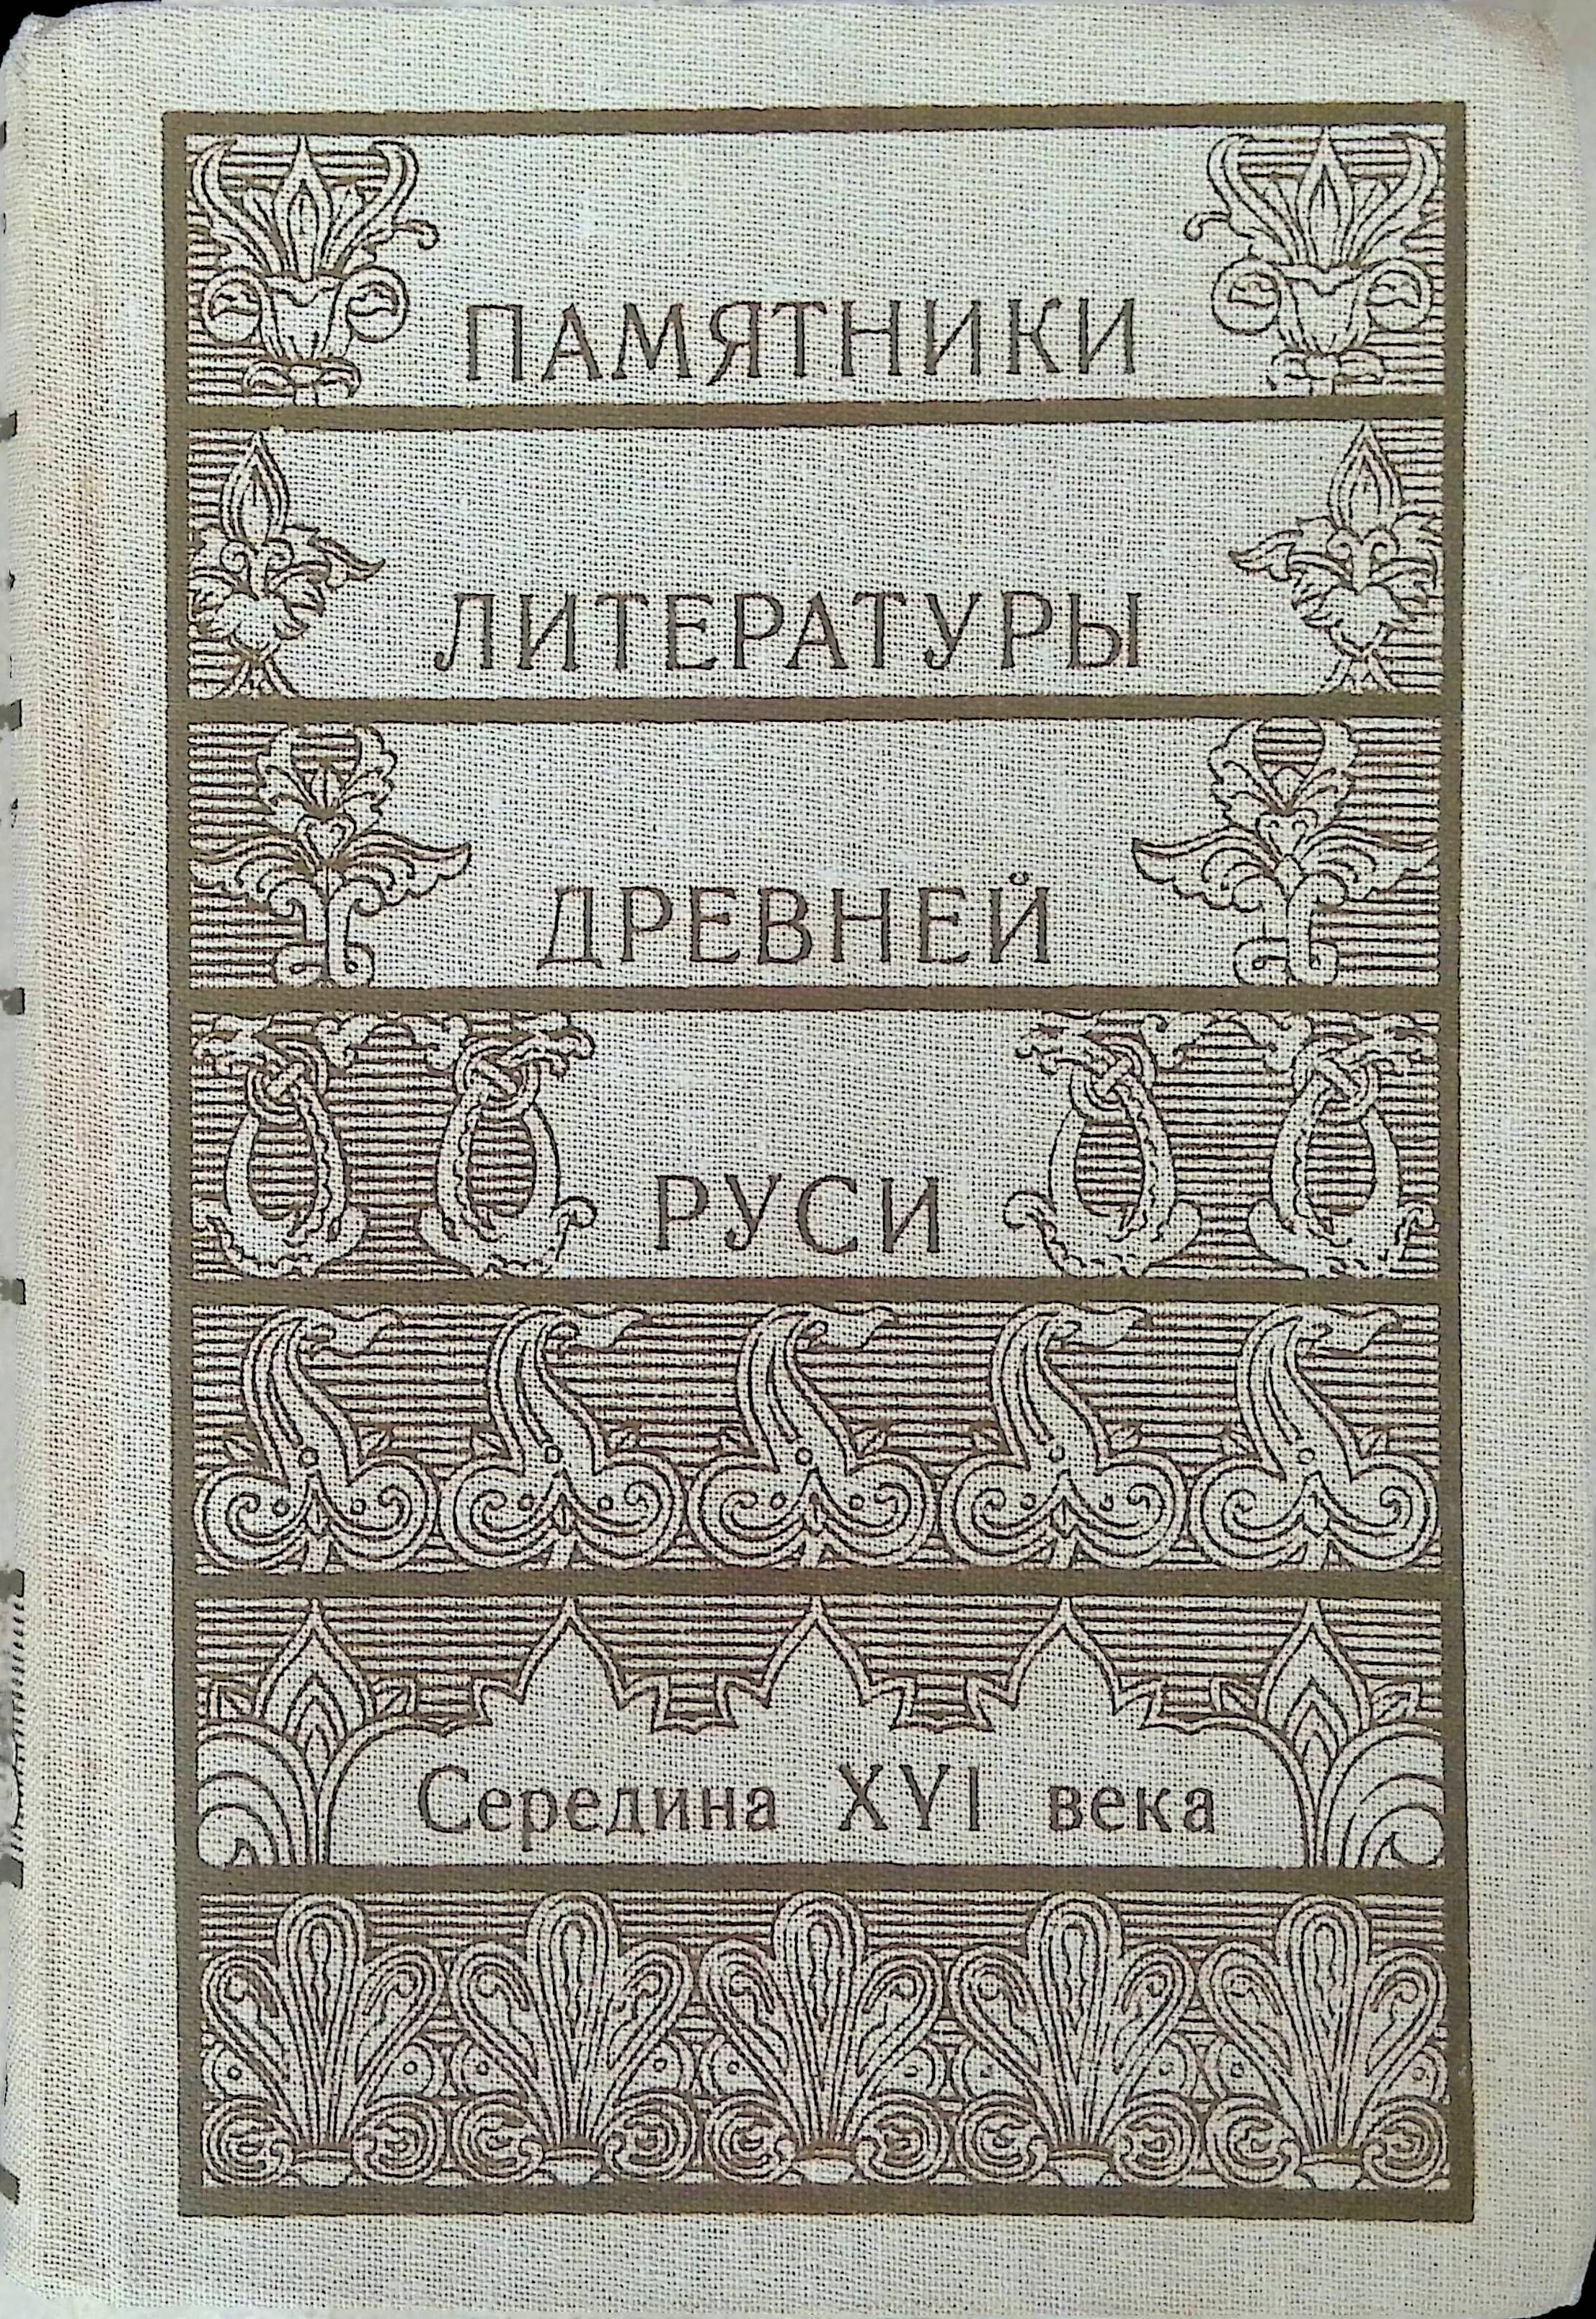 ПАМЯТНИКИ
ЛИТЕРАТУРЫ
ДРЕВНЕЙ
РУСИ
Середина XVI века